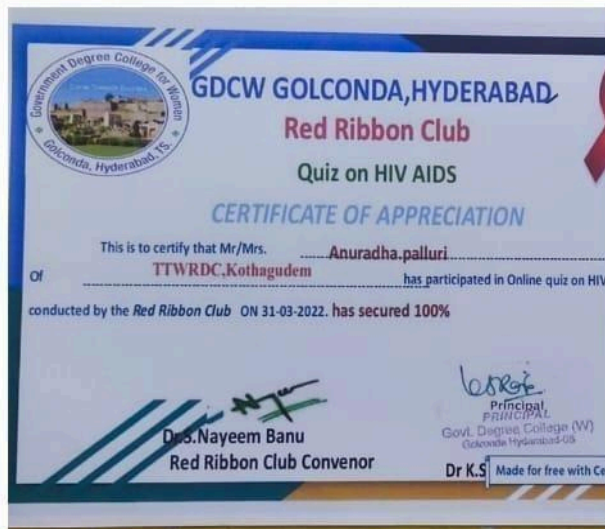 Government Degree College for Women
Golconda, Hyderabad, TS.
GDCW GOLCONDA,HYDERABAD
Red Ribbon Club
Quiz on HIV AIDS
CERTIFICATE OF APPRECIATION
This is to certify that Mr/Mrs. Anuradha.palluri
Of TTWRDC,Kothagudem has participated in Online quiz on HIV
conducted by the Red Ribbon Club ON 31-03-2022. has secured 100%
Principal
PRINCIPAL
Govt. Degree College (W)
Golconda Hyderabad-08
Dr.S.Nayeem Banu
Red Ribbon Club Convenor
Dr K.S
Made for free with Ce